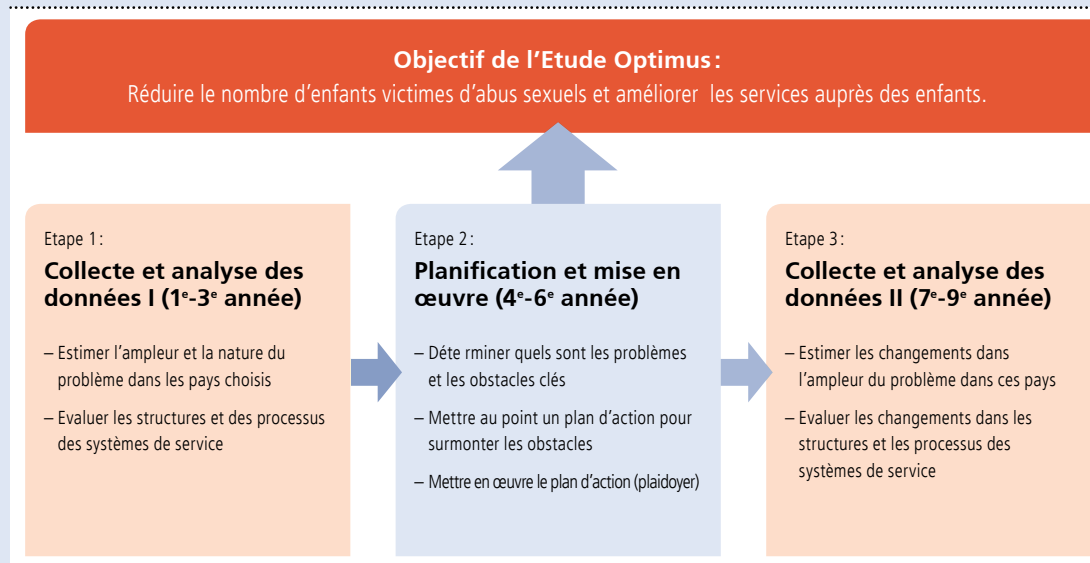 Objectif de l'Etude Optimus :
Réduire le nombre d'enfants victimes d'abus sexuels et améliorer les services auprès des enfants.
Etape 1 :
Collecte et analyse des
données I (1e-3e année)
– Estimer l'ampleur et la nature du
problème dans les pays choisis
– Evaluer les structures et des processus
des systèmes de service
Etape 2 :
Planification et mise en
œuvre (4e-6e année)
– Déte rminer quels sont les problèmes
et les obstacles clés
– Mettre au point un plan d'action pour
surmonter les obstacles
– Mettre en œuvre le plan d'action (plaidoyer)
Etape 3 :
Collecte et analyse des
données II (7e-9e année)
– Estimer les changements dans
l'ampleur du problème dans ces pays
– Evaluer les changements dans les
structures et les processus des
systèmes de service